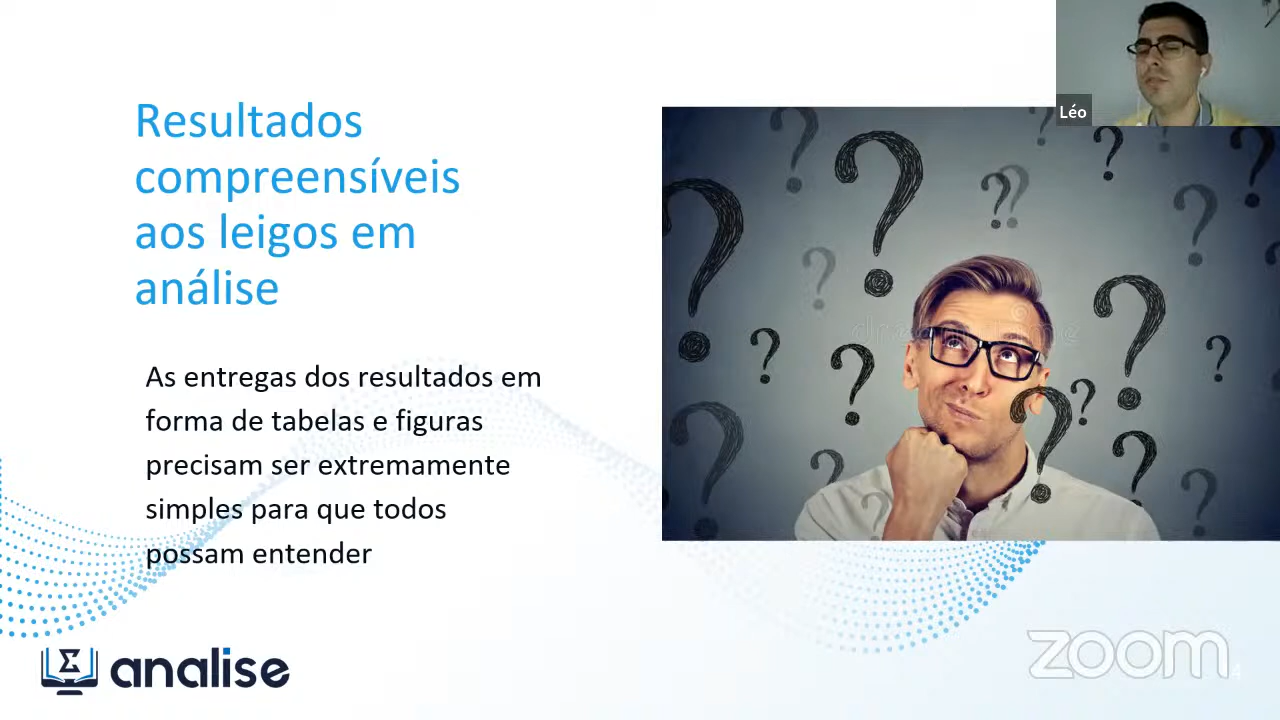 Resultados
compreensíveis
aos leigos em
análise
As entregas dos resultados em
forma de tabelas e figuras
precisam ser extremamente
simples para que todos
possam entender
Léo
analise
zoom
4